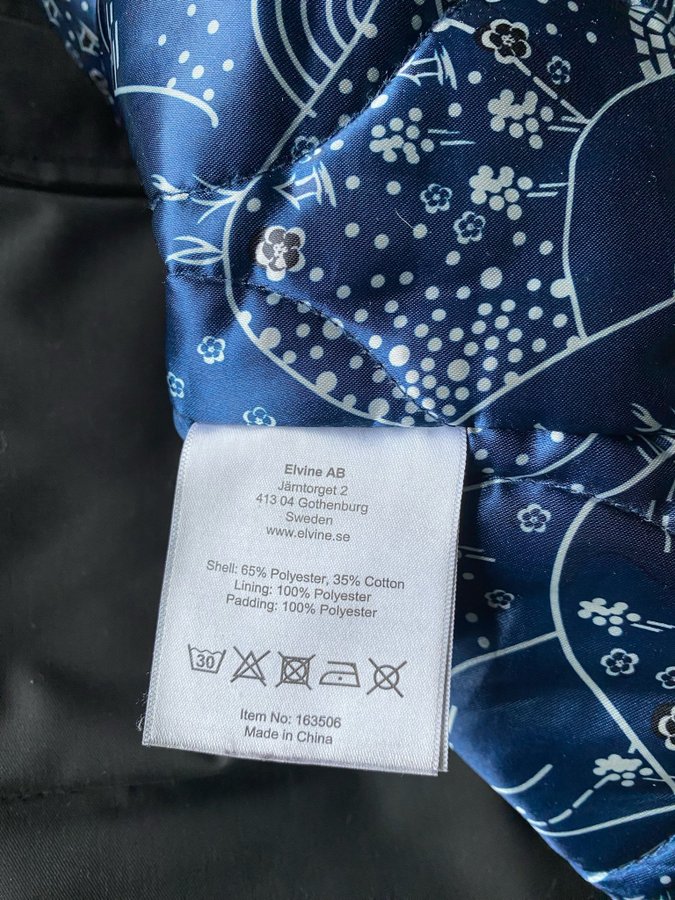 Elvine AB
Järntorget 2
413 04 Gothenburg
Sweden
www.elvine.se
Shell: 65% Polyester, 35% Cotton
Lining: 100% Polyester
Padding: 100% Polyester
30
Item No: 163506
Made in China